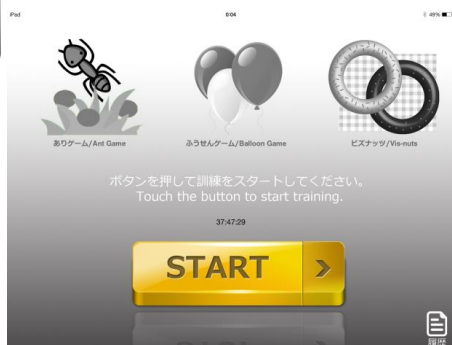 iPad
0:04
49%
ありゲーム/Ant Game
ふうせんゲーム/Balloon Game
ビズナッツ/Vis-nuts
ボタンを押して訓練をスタートしてください。
Touch the button to start training.
37:47:29
START
履歴